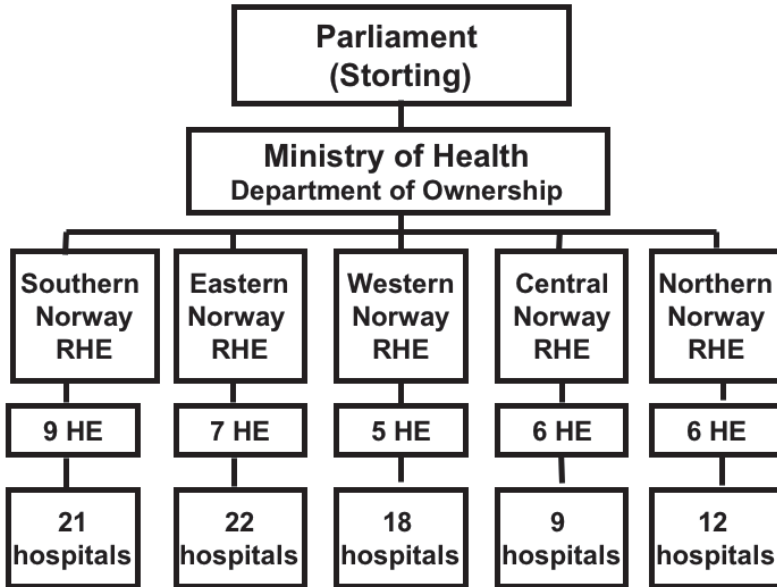 Parliament
(Storting)
Ministry of Health
Department of Ownership
Southern
Norway
RHE
Eastern
Norway
RHE
Western
Norway
RHE
Central
Norway
RHE
Northern
Norway
RHE
9 HE
7 HE
5 HE
6 HE
6 HE
21
hospitals
22
hospitals
18
hospitals
9
hospitals
12
hospitals